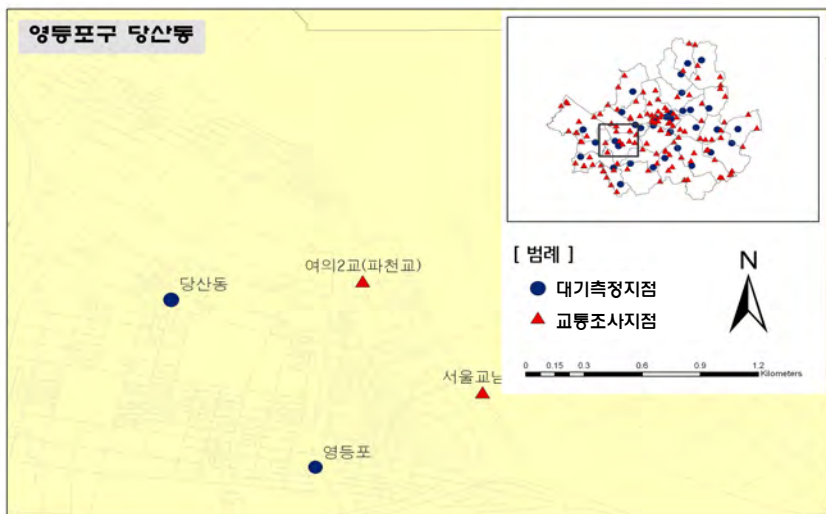 영등포구 당산동
[ 범례 ]
대기측정지점
교통조사지점
N
0 0.15 0.3 0.6 0.9 1.2
Kilometers
여의2교(파천교)
당산동
서울교남
영등포